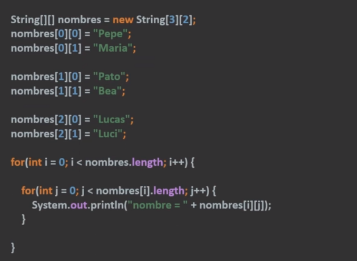 String[][] nombres = new String[3][2];
nombres[0][0] = "Pepe";
nombres[0][1] = "Maria";
nombres[1][0] = "Pato";
nombres[1][1] = "Bea";
nombres[2][0] = "Lucas";
nombres[2][1] = "Luci";
for(int i = 0; i < nombres.length; i++) {
for(int j = 0; j < nombres[i].length; j++) {
System.out.println("nombre = " + nombres[i][j]);
}
}